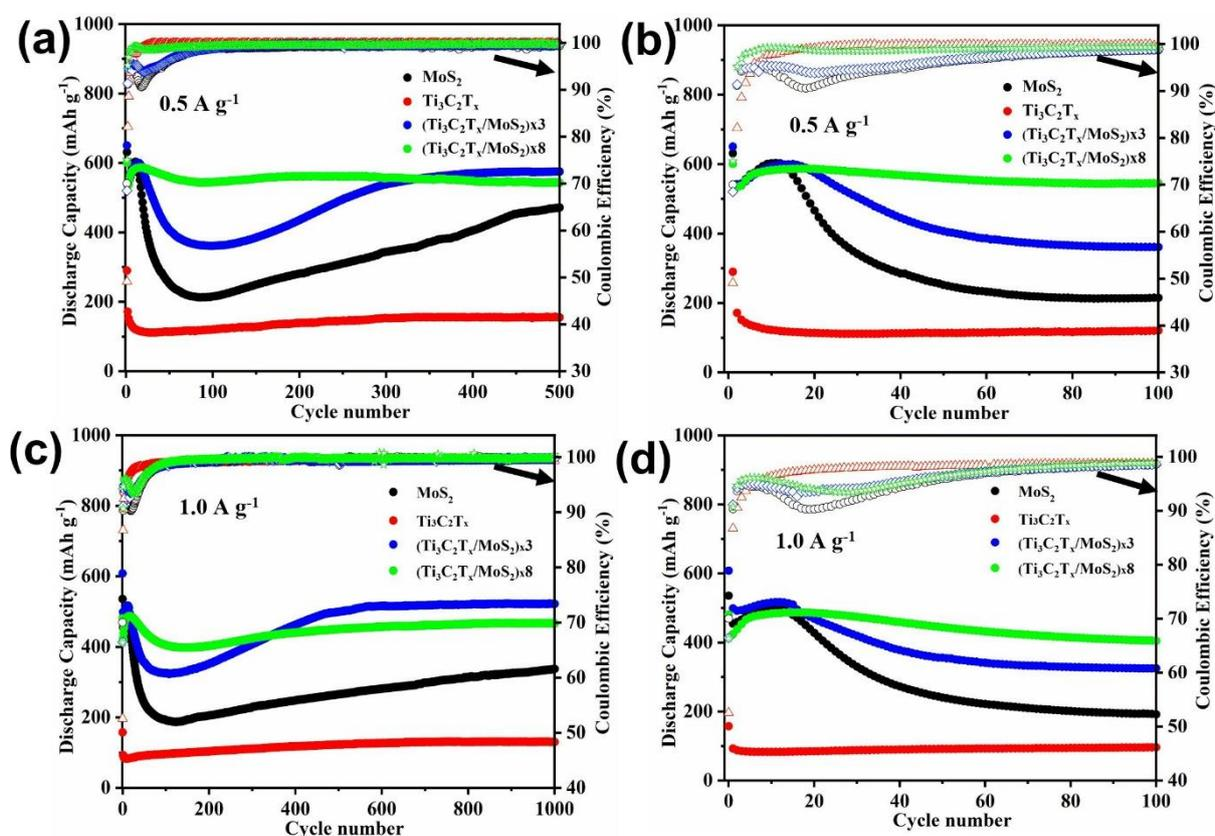 (a)
1000
800
600
400
200
0
Discharge Capacity (mAh g⁻¹)
0 100 200 300 400 500
Cycle number
100
90
80
70
60
50
40
30
Coulombic Efficiency (%)
0.5 A g⁻¹
MoS₂
Ti₃C₂Tₓ
(Ti₃C₂Tₓ/MoS₂)x3
(Ti₃C₂Tₓ/MoS₂)x8
(b)
1000
800
600
400
200
0
Discharge Capacity (mAh g⁻¹)
0 20 40 60 80 100
Cycle number
100
90
80
70
60
50
40
30
Coulombic Efficiency (%)
0.5 A g⁻¹
MoS₂
Ti₃C₂Tₓ
(Ti₃C₂Tₓ/MoS₂)x3
(Ti₃C₂Tₓ/MoS₂)x8
(c)
1000
800
600
400
200
0
Discharge Capacity (mAh g⁻¹)
0 200 400 600 800 1000
Cycle number
100
90
80
70
60
50
40
Coulombic Efficiency (%)
1.0 A g⁻¹
MoS₂
Ti₃C₂Tₓ
(Ti₃C₂Tₓ/MoS₂)x3
(Ti₃C₂Tₓ/MoS₂)x8
(d)
1000
800
600
400
200
0
Discharge Capacity (mAh g⁻¹)
0 20 40 60 80 100
Cycle number
100
90
80
70
60
50
40
Coulombic Efficiency (%)
1.0 A g⁻¹
MoS₂
Ti₃C₂Tₓ
(Ti₃C₂Tₓ/MoS₂)x3
(Ti₃C₂Tₓ/MoS₂)x8